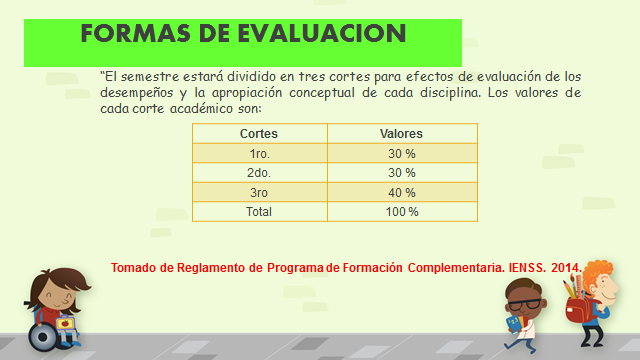 FORMAS DE EVALUACION
“El semestre estará dividido en tres cortes para efectos de evaluación de los
desempeños y la apropiación conceptual de cada disciplina. Los valores de
cada corte académico son:
Cortes Valores
1ro. 30 %
2do. 30 %
3ro 40 %
Total 100 %
Tomado de Reglamento de Programa de Formación Complementaria. IENSS. 2014.